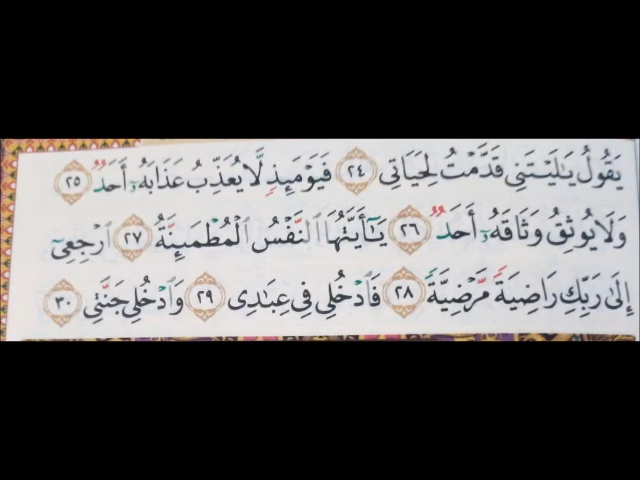 يَقُولُ يَٰلَيْتَنِى قَدَّمْتُ لِحَيَاتِى ٢٤ فَيَوْمَئِذٍ لَّا يُعَذِّبُ عَذَابَهُۥٓ أَحَدٌ ٢٥
وَلَا يُوثِقُ وَثَاقَهُۥٓ أَحَدٌ ٢٦ يَٰٓأَيَّتُهَا ٱلنَّفْسُ ٱلْمُطْمَئِنَّةُ ٢٧ ٱرْجِعِىٓ
إِلَىٰ رَبِّكِ رَاضِيَةً مَّرْضِيَّةً ٢٨ فَٱدْخُلِى فِى عِبَٰدِى ٢٩ وَٱدْخُلِى جَنَّتِى ٣٠